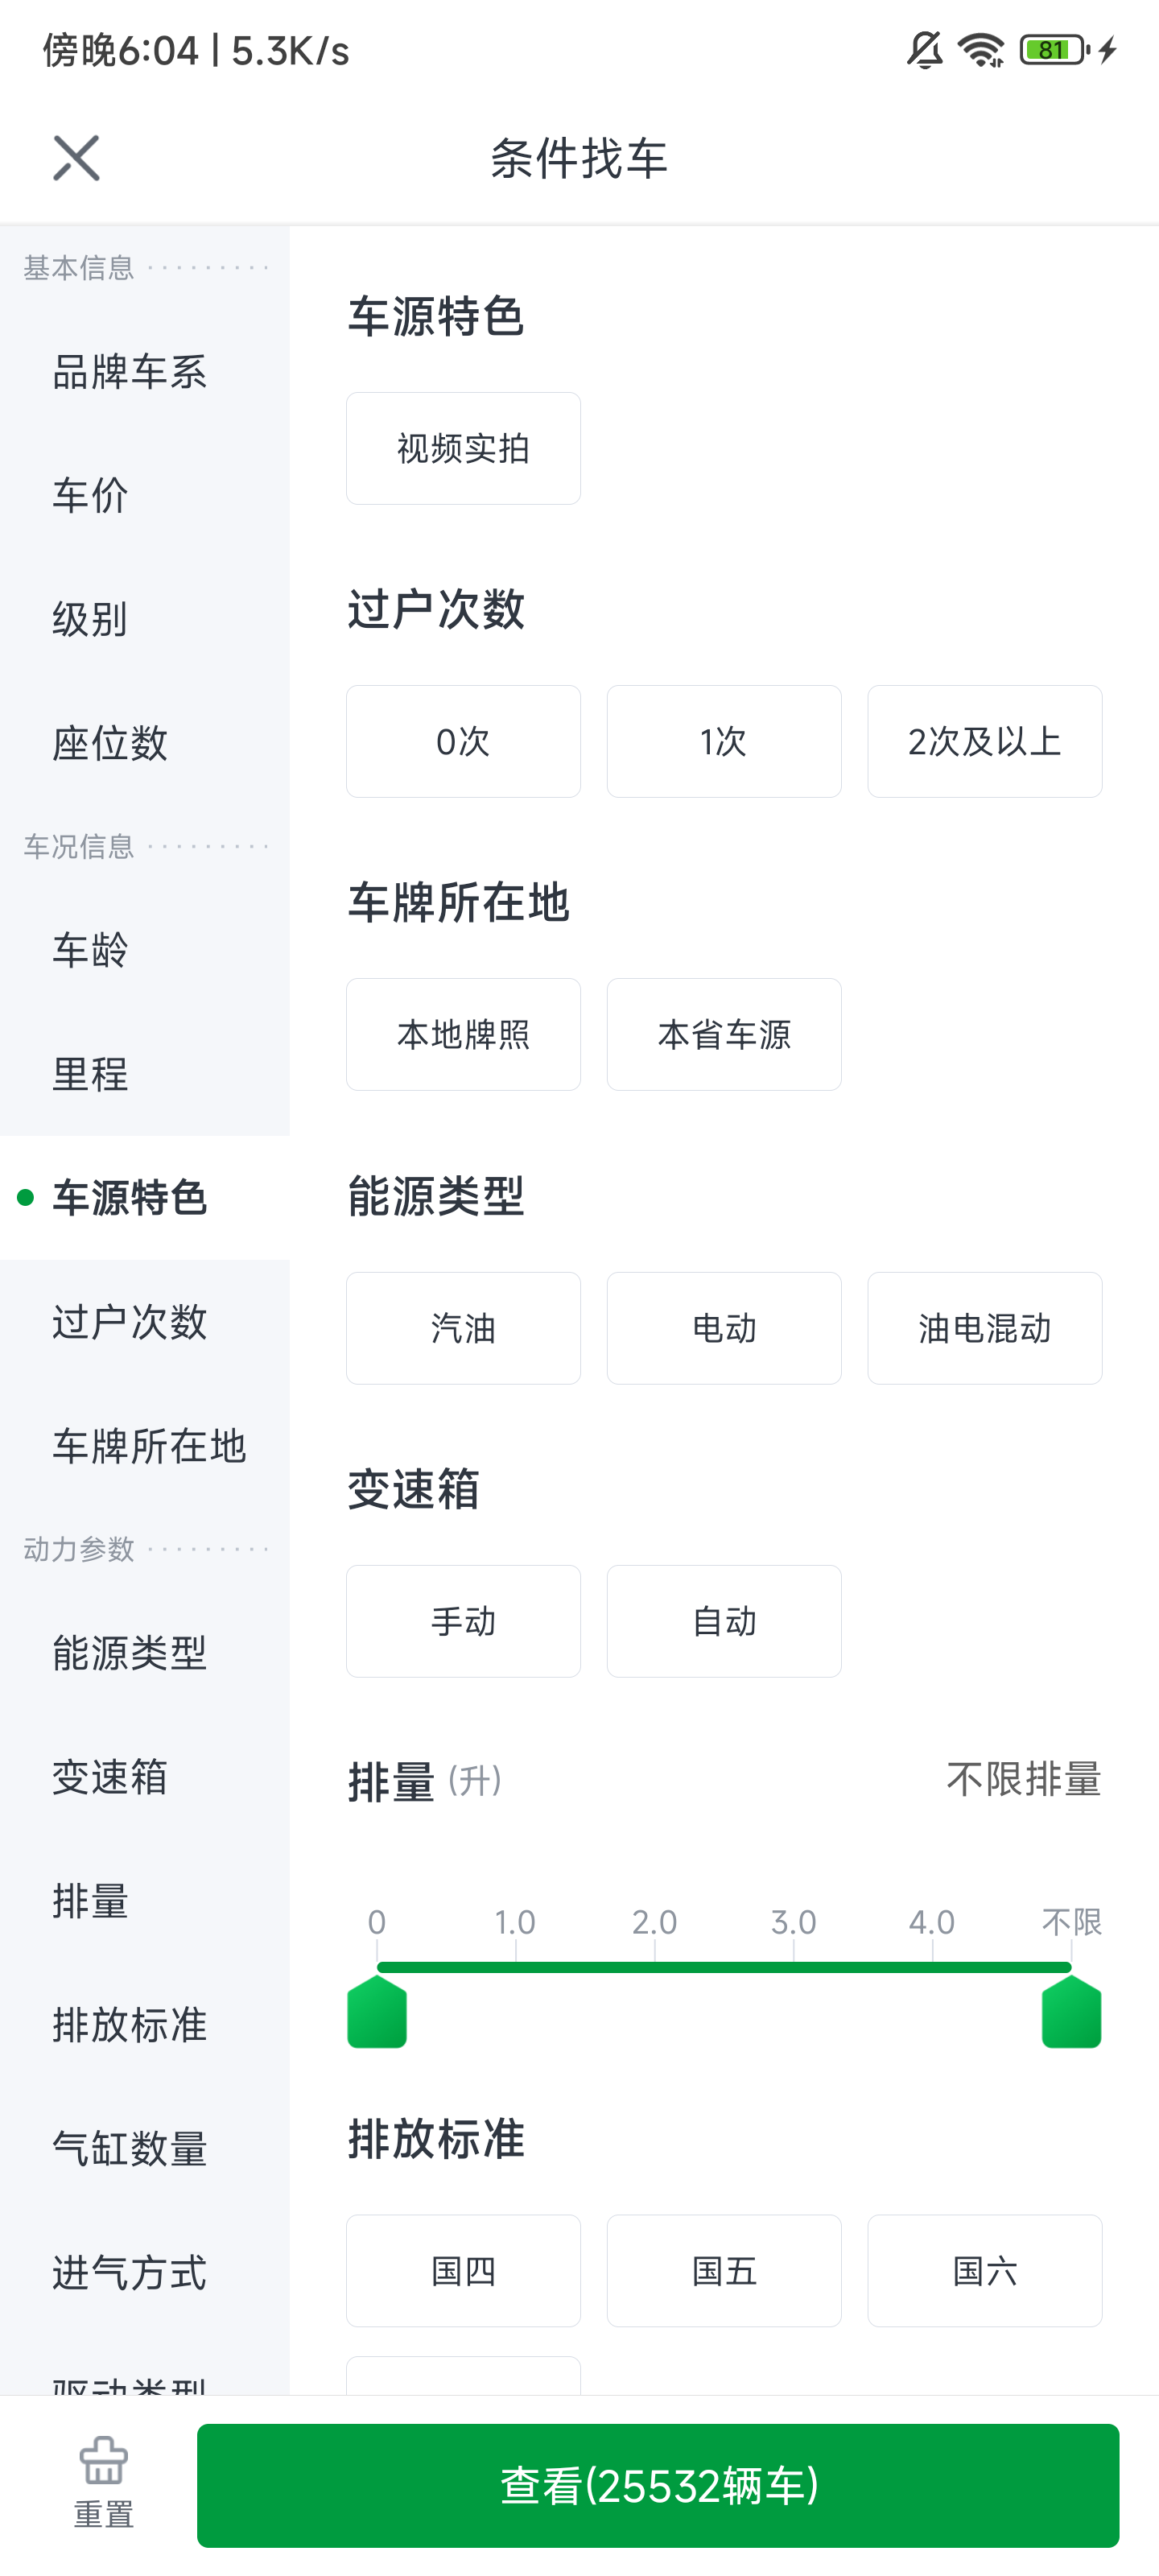 傍晚6:04 | 5.3K/s
81
条件找车
基本信息
品牌车系
车价
级别
座位数
车况信息
车龄
里程
车源特色
过户次数
车牌所在地
动力参数
能源类型
变速箱
排量
排放标准
气缸数量
进气方式
驱动类型
车源特色
视频实拍
过户次数
0次
1次
2次及以上
车牌所在地
本地牌照
本省车源
能源类型
汽油
电动
油电混动
变速箱
手动
自动
排量 (升)
不限排量
0 1.0 2.0 3.0 4.0 不限
排放标准
国四
国五
国六
重置
查看(25532辆车)